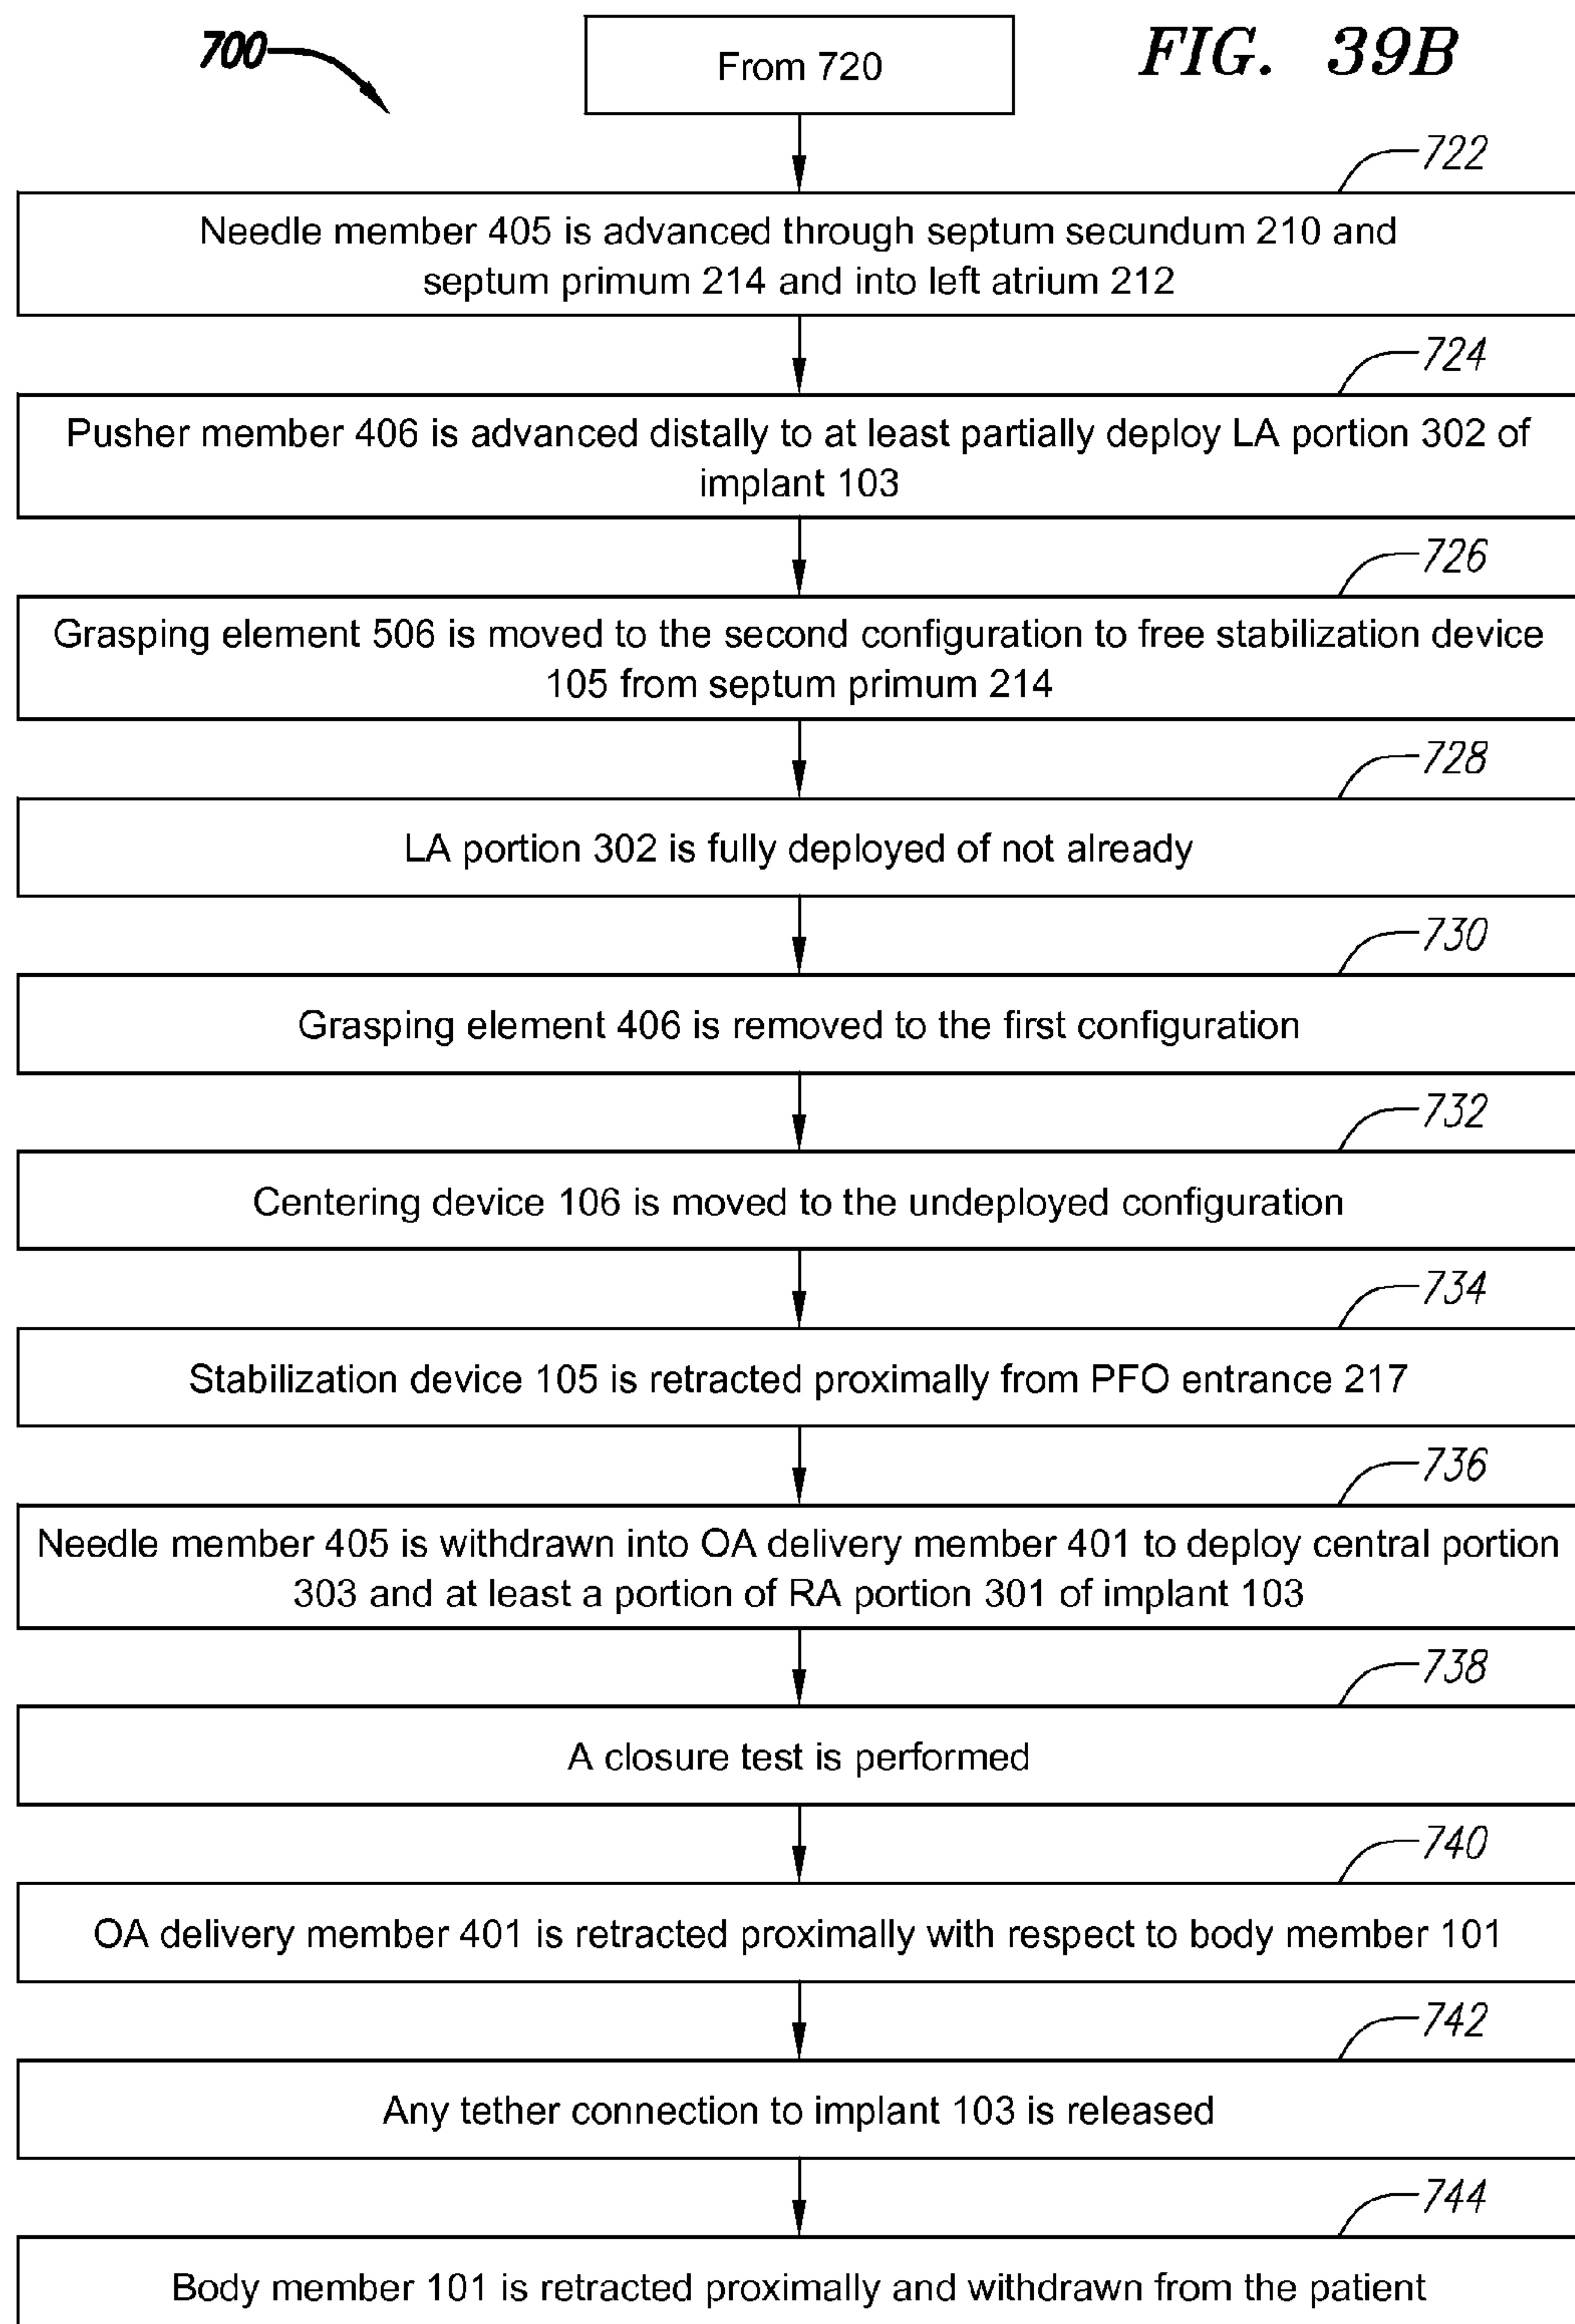 700
From 720
FIG. 39B
722
Needle member 405 is advanced through septum secundum 210 and
septum primum 214 and into left atrium 212
724
Pusher member 406 is advanced distally to at least partially deploy LA portion 302 of
implant 103
726
Grasping element 506 is moved to the second configuration to free stabilization device
105 from septum primum 214
728
LA portion 302 is fully deployed of not already
730
Grasping element 406 is removed to the first configuration
732
Centering device 106 is moved to the undeployed configuration
734
Stabilization device 105 is retracted proximally from PFO entrance 217
736
Needle member 405 is withdrawn into OA delivery member 401 to deploy central portion
303 and at least a portion of RA portion 301 of implant 103
738
A closure test is performed
740
OA delivery member 401 is retracted proximally with respect to body member 101
742
Any tether connection to implant 103 is released
744
Body member 101 is retracted proximally and withdrawn from the patient